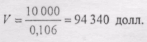 V = 10 000 / 0,106 = 94 340 долл.